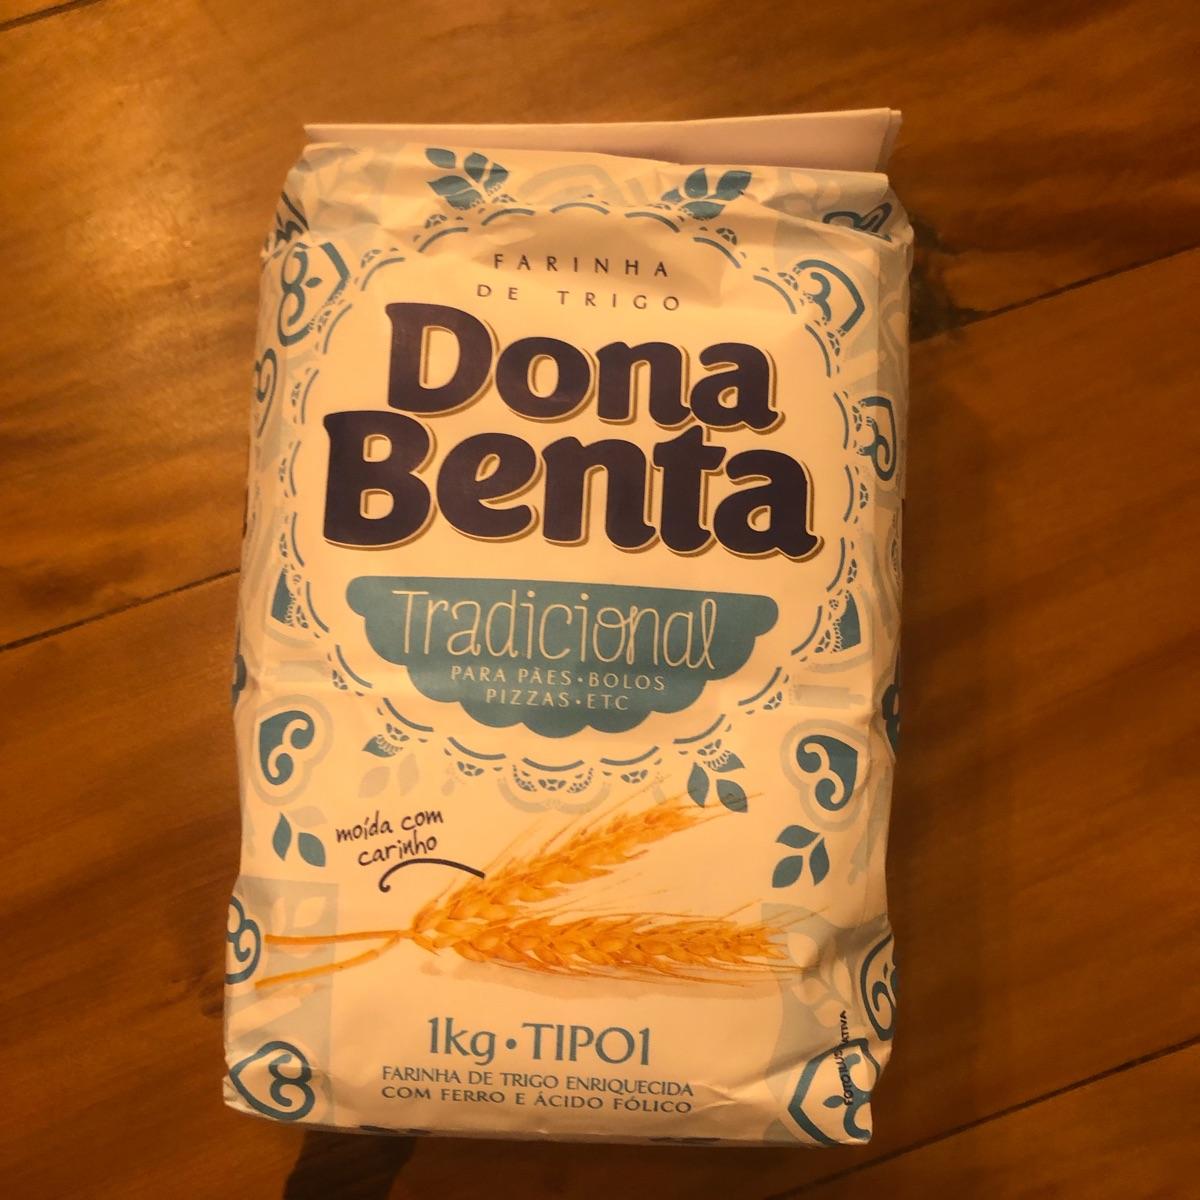 FARINHA
DE TRIGO
Dona
Benta
Tradicional
PARA PÃES • BOLOS
PIZZAS • ETC
moída com
carinho
1kg • TIPO1
FARINHA DE TRIGO ENRIQUECIDA
COM FERRO E ÁCIDO FÓLICO